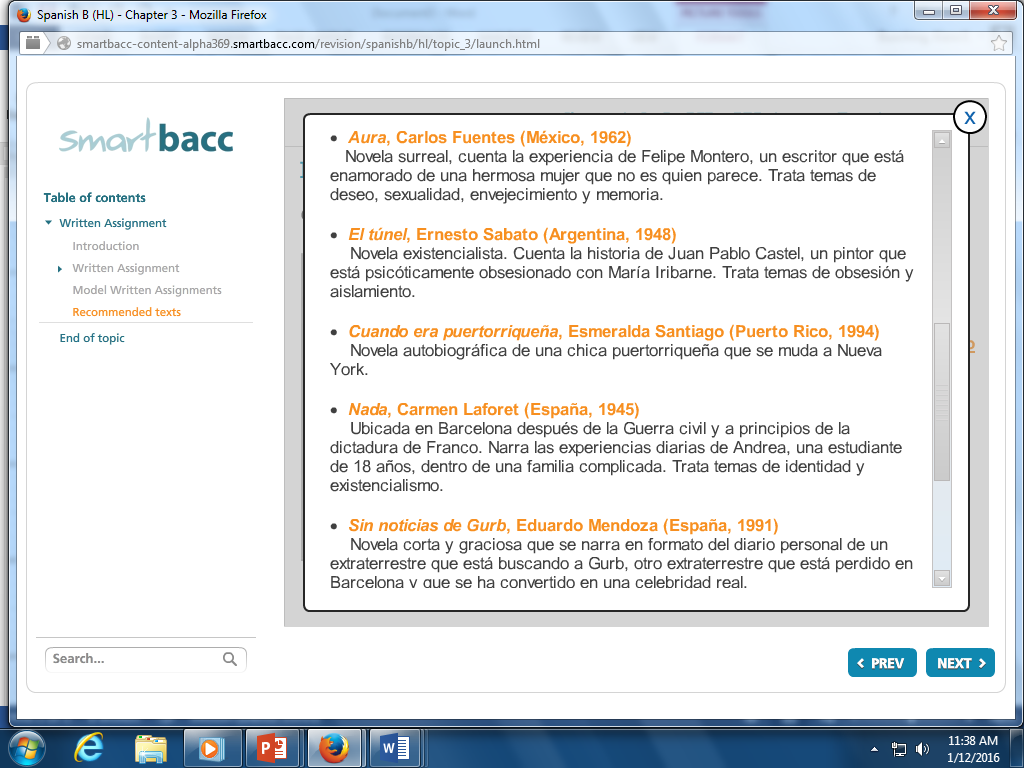 Spanish B (HL) - Chapter 3 - Mozilla Firefox
smartbacc-content-alpha369.smartbacc.com/revision/spanishb/hl/topic_3/launch.html
smartbacc
Table of contents
Written Assignment
Introduction
Written Assignment
Model Written Assignments
Recommended texts
End of topic
Search...
X
• Aura, Carlos Fuentes (México, 1962)
Novela surreal, cuenta la experiencia de Felipe Montero, un escritor que está
enamorado de una hermosa mujer que no es quien parece. Trata temas de
deseo, sexualidad, envejecimiento y memoria.
• El túnel, Ernesto Sabato (Argentina, 1948)
Novela existencialista. Cuenta la historia de Juan Pablo Castel, un pintor que
está psicóticamente obsesionado con María Iribarne. Trata temas de obsesión y
aislamiento.
• Cuando era puertorriqueña, Esmeralda Santiago (Puerto Rico, 1994)
Novela autobiográfica de una chica puertorriqueña que se muda a Nueva
York.
• Nada, Carmen Laforet (España, 1945)
Ubicada en Barcelona después de la Guerra civil y a principios de la
dictadura de Franco. Narra las experiencias diarias de Andrea, una estudiante
de 18 años, dentro de una familia complicada. Trata temas de identidad y
existencialismo.
• Sin noticias de Gurb, Eduardo Mendoza (España, 1991)
Novela corta y graciosa que se narra en formato del diario personal de un
extraterrestre que está buscando a Gurb, otro extraterrestre que está perdido en
Barcelona y que se ha convertido en una celebridad real.
2
< PREV
NEXT >
11:38 AM
1/12/2016